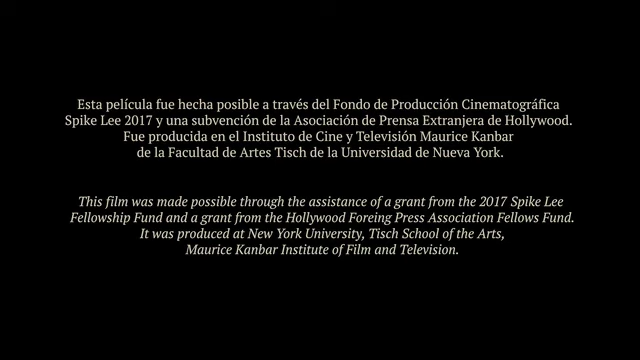 Esta película fue hecha posible a través del Fondo de Producción Cinematográfica
Spike Lee 2017 y una subvención de la Asociación de Prensa Extranjera de Hollywood.
Fue producida en el Instituto de Cine y Televisión Maurice Kanbar
de la Facultad de Artes Tisch de la Universidad de Nueva York.
This film was made possible through the assistance of a grant from the 2017 Spike Lee
Fellowship Fund and a grant from the Hollywood Foreing Press Association Fellows Fund.
It was produced at New York University, Tisch School of the Arts,
Maurice Kanbar Institute of Film and Television.